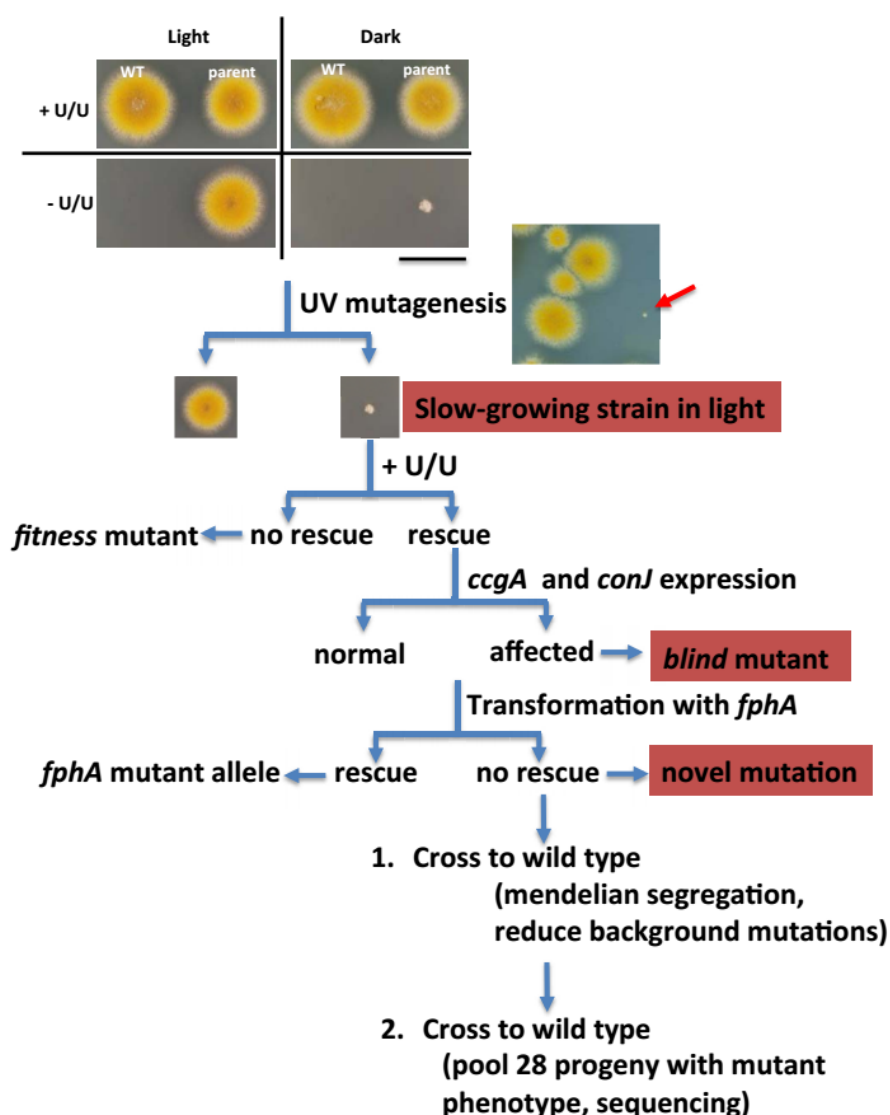 Light Dark
WT parent WT parent
+ U/U
- U/U
UV mutagenesis
Slow-growing strain in light
+ U/U
fitness mutant no rescue rescue
ccgA and conJ expression
normal affected blind mutant
Transformation with fphA
fphA mutant allele rescue no rescue novel mutation
1. Cross to wild type
(mendelian segregation,
reduce background mutations)
2. Cross to wild type
(pool 28 progeny with mutant
phenotype, sequencing)